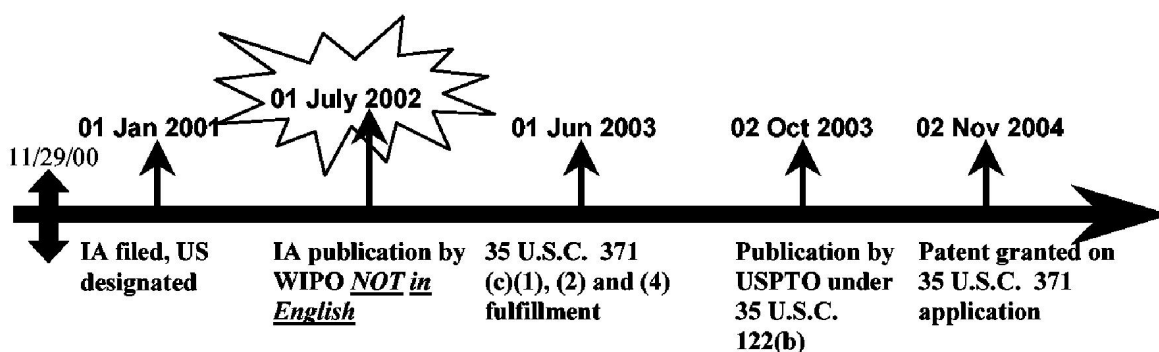 01 July 2002
01 Jan 2001
01 Jun 2003
02 Oct 2003
02 Nov 2004
11/29/00
IA filed, US
designated
IA publication by
WIPO NOT in
English
35 U.S.C. 371
(c)(1), (2) and (4)
fulfillment
Publication by
USPTO under
35 U.S.C.
122(b)
Patent granted on
35 U.S.C. 371
application